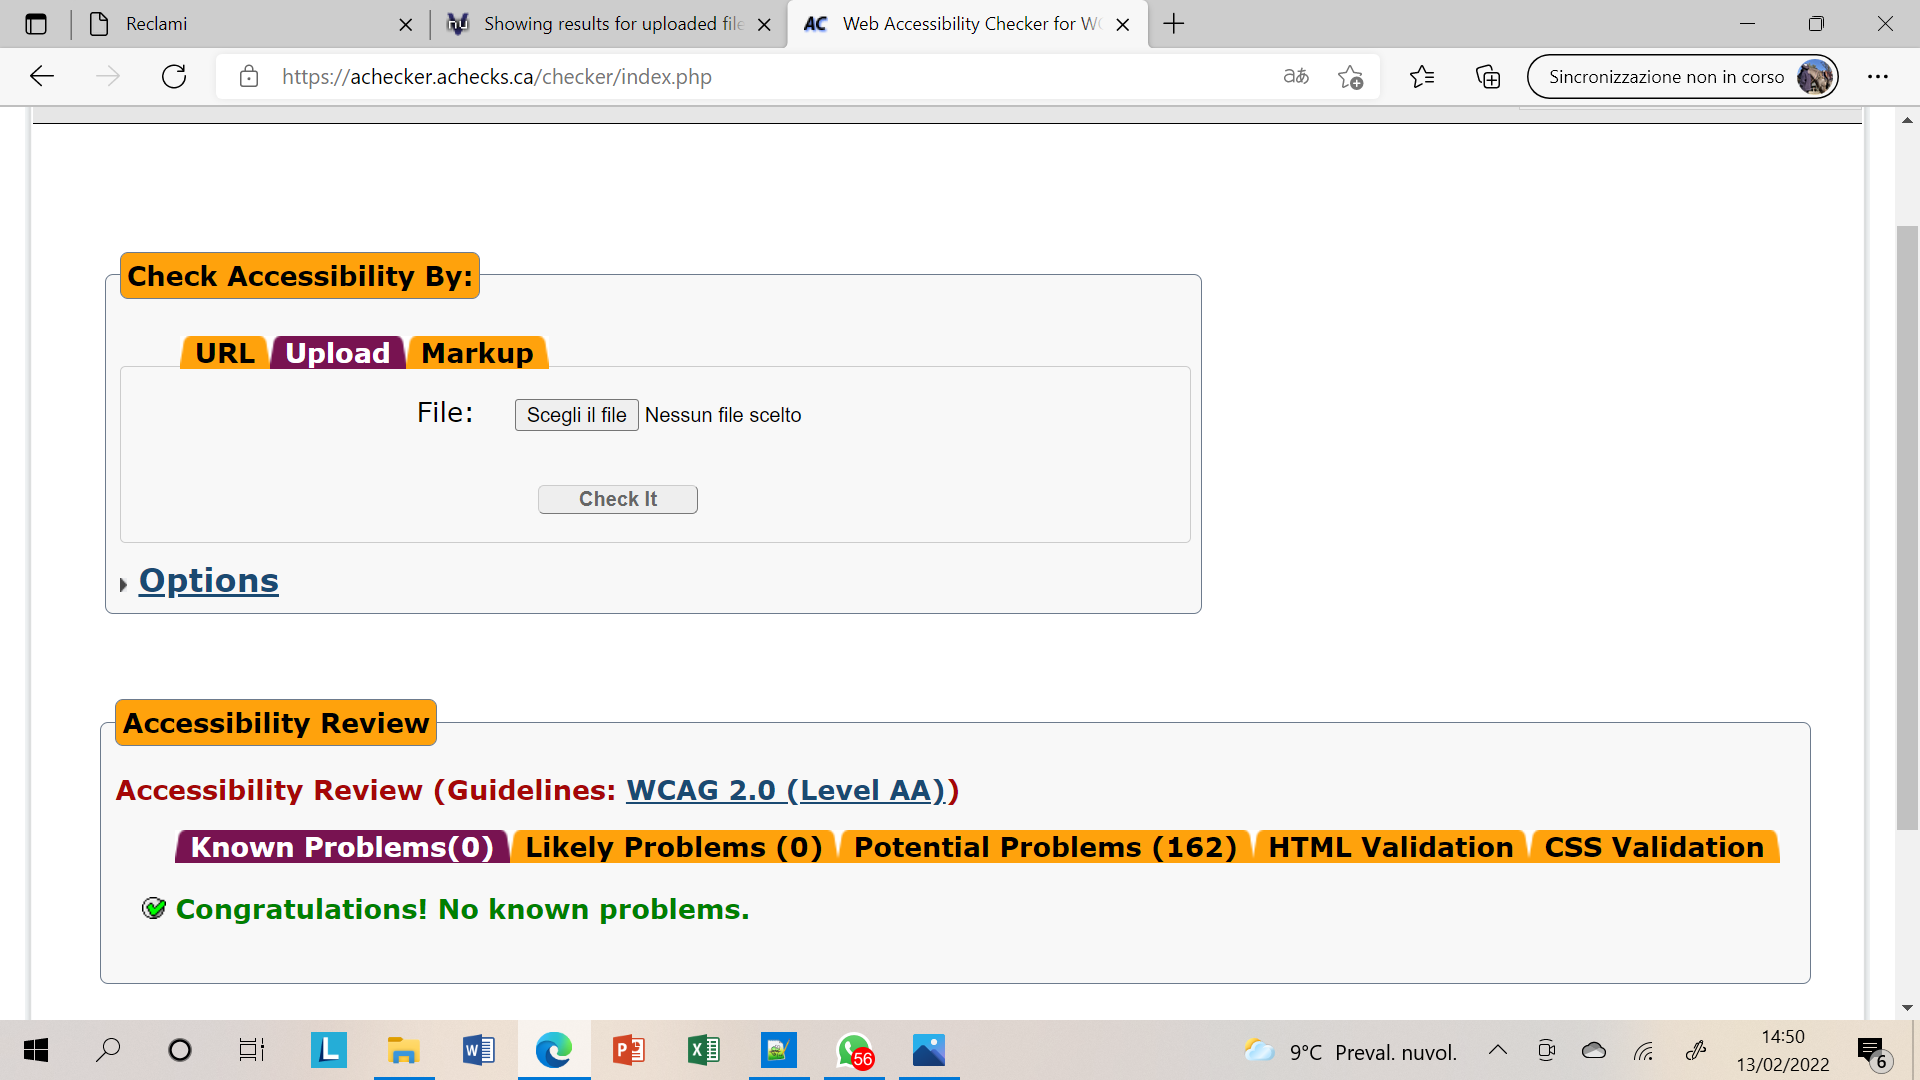 Reclami
Showing results for uploaded file
Web Accessibility Checker for WC
https://achecker.achecks.ca/checker/index.php
aあ
Sincronizzazione non in corso
Check Accessibility By:
URL Upload Markup
File: Scegli il file Nessun file scelto
Check It
Options
Accessibility Review
Accessibility Review (Guidelines: WCAG 2.0 (Level AA))
Known Problems(0) Likely Problems (0) Potential Problems (162) HTML Validation CSS Validation
Congratulations! No known problems.
56
9°C Preval. nuvol.
14:50
13/02/2022
6